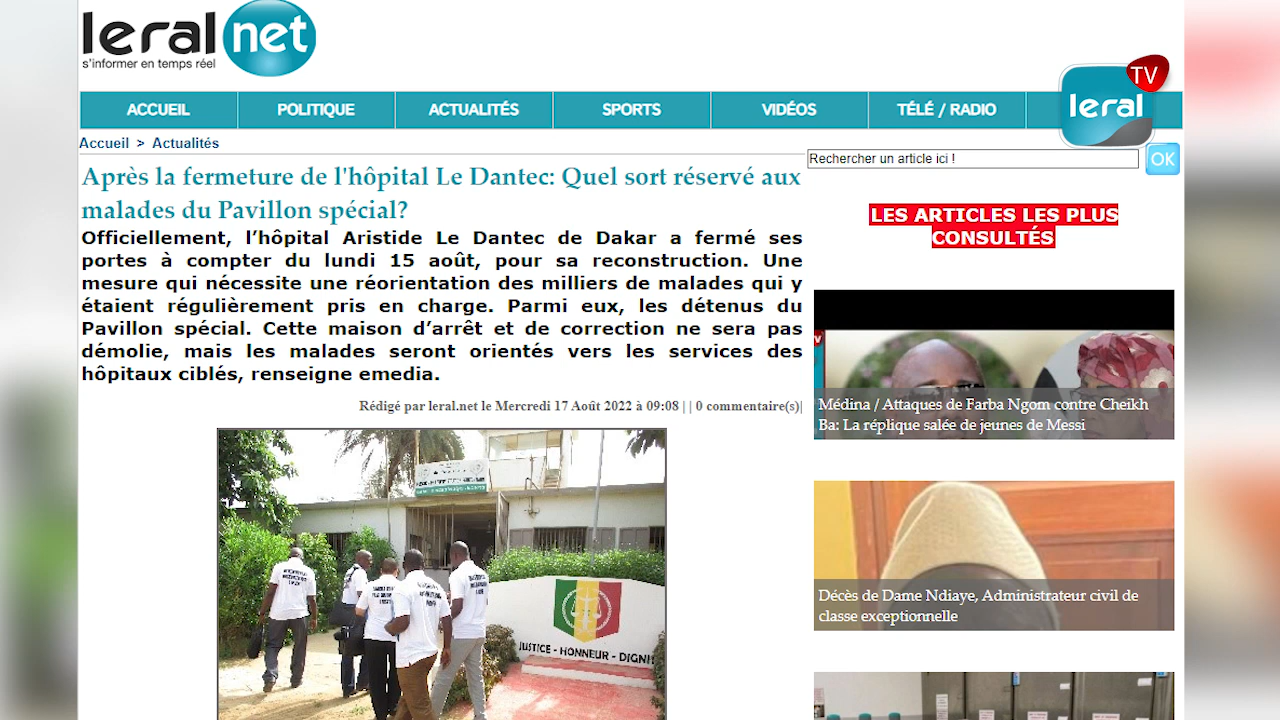 leral net
s'informer en temps réel
TV
leral
ACCUEIL
POLITIQUE
ACTUALITÉS
SPORTS
VIDÉOS
TÉLÉ / RADIO
Accueil > Actualités
Rechercher un article ici !
OK
Après la fermeture de l'hôpital Le Dantec: Quel sort réservé aux
malades du Pavillon spécial?
Officiellement, l’hôpital Aristide Le Dantec de Dakar a fermé ses
portes à compter du lundi 15 août, pour sa reconstruction. Une
mesure qui nécessite une réorientation des milliers de malades qui y
étaient régulièrement pris en charge. Parmi eux, les détenus du
Pavillon spécial. Cette maison d’arrêt et de correction ne sera pas
démolie, mais les malades seront orientés vers les services des
hôpitaux ciblés, renseigne emedia.
Rédigé par leral.net le Mercredi 17 Août 2022 à 09:08 | | 0 commentaire(s)|
JUSTICE - HONNEUR - DIGNI
LES ARTICLES LES PLUS
CONSULTÉS
Médina / Attaques de Farba Ngom contre Cheikh
Ba: La réplique salée de jeunes de Messi
Décès de Dame Ndiaye, Administrateur civil de
classe exceptionnelle